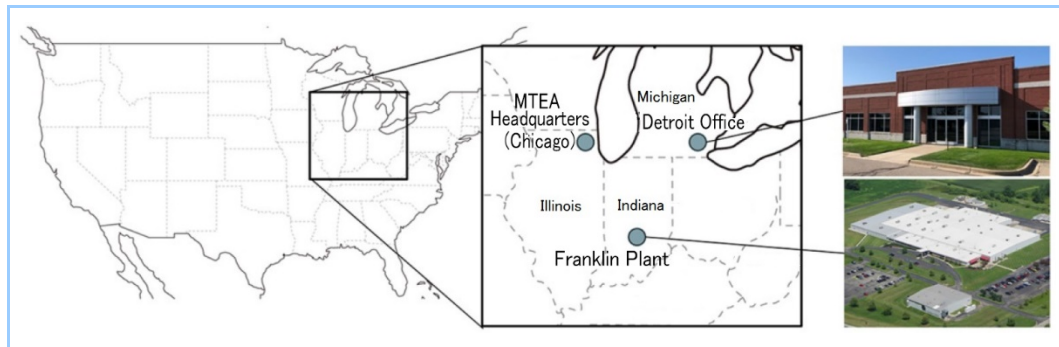 MTEA
Headquarters
(Chicago)
Michigan
Detroit Office
Illinois
Indiana
Franklin Plant